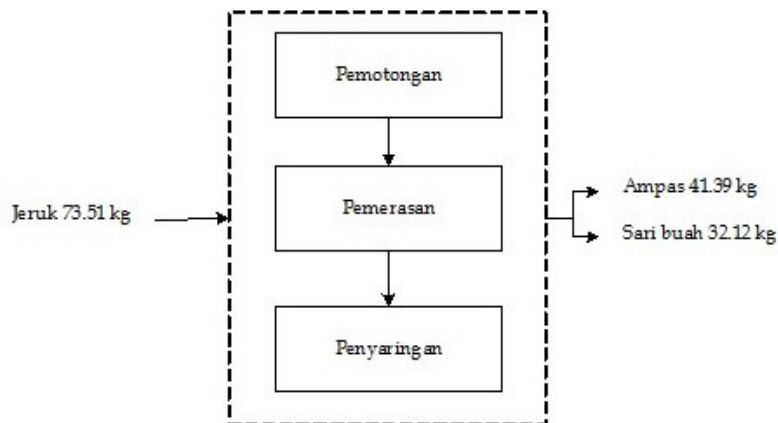 Pemotongan
Jeruk 73.51 kg
Pemerasan
Ampas 41.39 kg
Sari buah 32.12 kg
Penyaringan